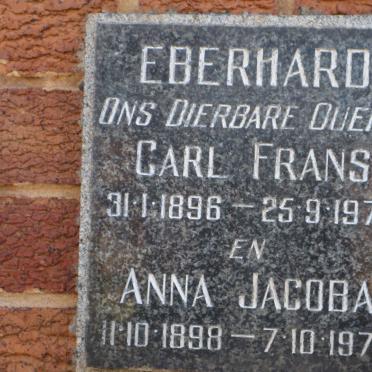 EBERHARD
ONS DIERBARE OUE
CARL FRANS
31·1·1896 – 25·9·197
EN
ANNA JACOBA
11·10·1898 – 7·10·197